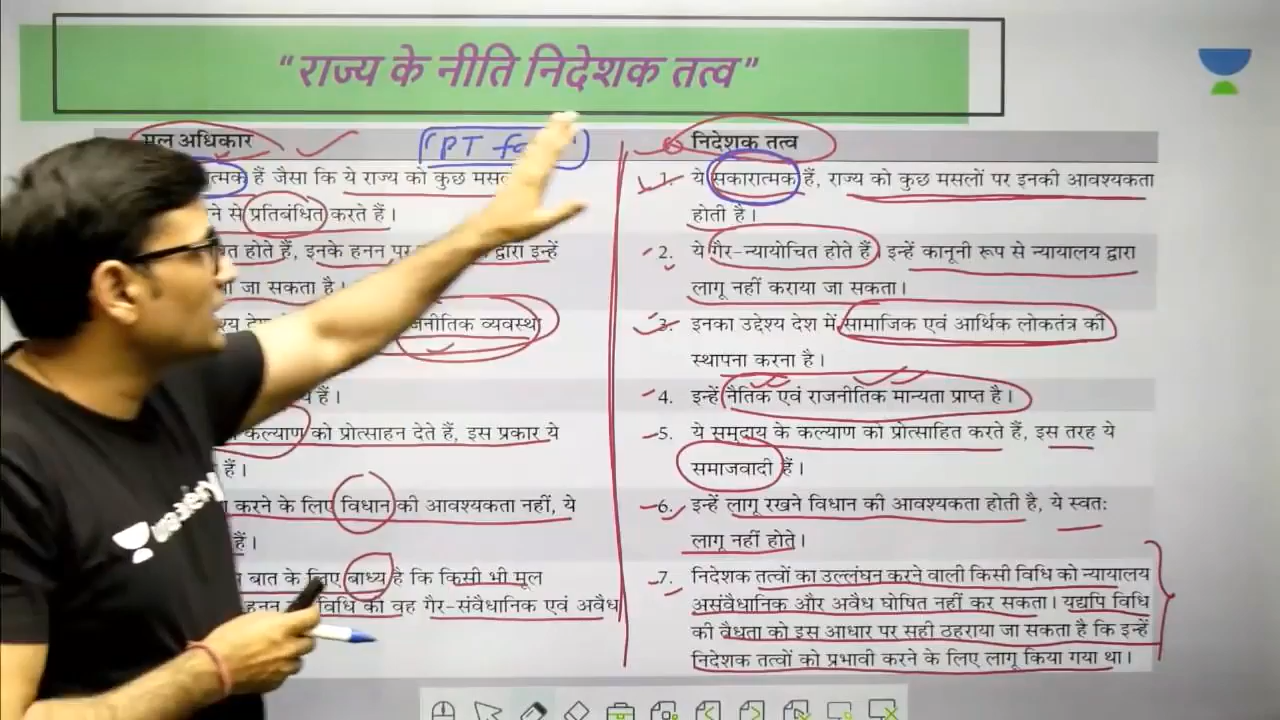 “राज्य के नीति निदेशक तत्व”
मूल अधिकार
PT
निदेशक तत्व
हैं जैसा कि ये राज्य को कुछ
से प्रतिबंधित करते हैं।
होते हैं, इनके हनन पर द्वारा इन्हें
जा सकता है।
व्यवस्था
हैं।
कल्याण को प्रोत्साहन देते हैं, इस प्रकार ये
हैं।
करने के लिए विधान की आवश्यकता नहीं, ये
हैं।
बात के लिए बाध्य है कि किसी भी मूल
हनन विधि को वह गैर-संवैधानिक एवं अवैध
1. ये सकारात्मक हैं, राज्य को कुछ मसलों पर इनकी आवश्यकता
होती है।
2. ये गैर-न्यायोचित होते हैं। इन्हें कानूनी रूप से न्यायालय द्वारा
लागू नहीं कराया जा सकता।
3. इनका उद्देश्य देश में सामाजिक एवं आर्थिक लोकतंत्र की
स्थापना करना है।
4. इन्हें नैतिक एवं राजनीतिक मान्यता प्राप्त है।
5. ये समुदाय के कल्याण को प्रोत्साहित करते हैं, इस तरह ये
समाजवादी हैं।
6. इन्हें लागू रखने विधान की आवश्यकता होती है, ये स्वत:
लागू नहीं होते।
7. निदेशक तत्वों का उल्लंघन करने वाली किसी विधि को न्यायालय
असंवैधानिक और अवैध घोषित नहीं कर सकता। यद्यपि विधि
की वैधता को इस आधार पर सही ठहराया जा सकता है कि इन्हें
निदेशक तत्वों को प्रभावी करने के लिए लागू किया गया था।
unacademy